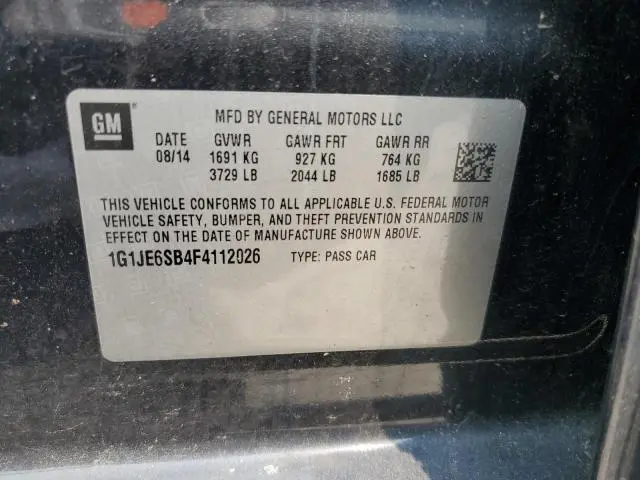 GM
MFD BY GENERAL MOTORS LLC
DATE GVWR GAWR FRT GAWR RR
08/14 1691 KG 927 KG 764 KG
3729 LB 2044 LB 1685 LB
THIS VEHICLE CONFORMS TO ALL APPLICABLE U.S. FEDERAL MOTOR
VEHICLE SAFETY, BUMPER, AND THEFT PREVENTION STANDARDS IN
EFFECT ON THE DATE OF MANUFACTURE SHOWN ABOVE.
1G1JE6SB4F4112026 TYPE: PASS CAR